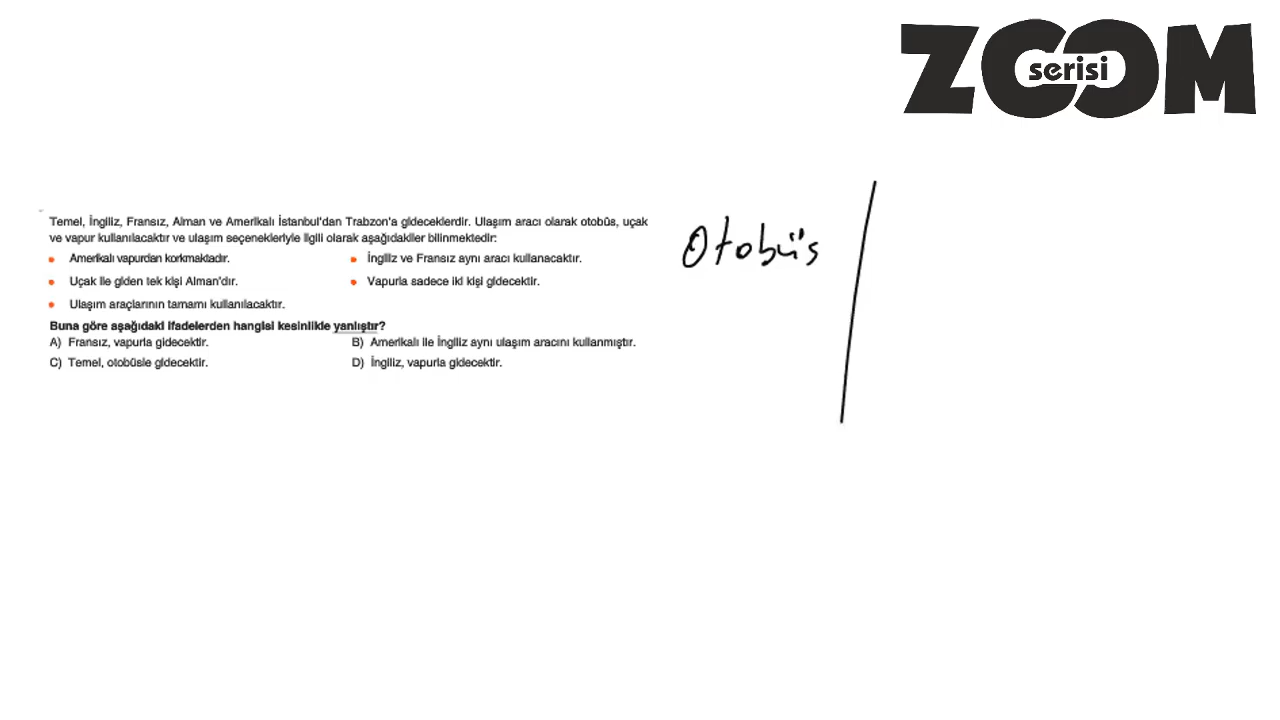 ZOOM
serisi
Temel, İngiliz, Fransız, Alman ve Amerikalı İstanbul'dan Trabzon'a gideceklerdir. Ulaşım aracı olarak otobüs, uçak
ve vapur kullanılacaktır ve ulaşım seçenekleriyle ilgili olarak aşağıdakiler bilinmektedir:
• Amerikalı vapurdan korkmaktadır.
• İngiliz ve Fransız aynı aracı kullanacaktır.
• Uçak ile giden tek kişi Alman'dır.
• Vapurla sadece iki kişi gidecektir.
• Ulaşım araçlarının tamamı kullanılacaktır.
Buna göre aşağıdaki ifadelerden hangisi kesinlikle yanlıştır?
A) Fransız, vapurla gidecektir.
B) Amerikalı ile İngiliz aynı ulaşım aracını kullanmıştır.
C) Temel, otobüsle gidecektir.
D) İngiliz, vapurla gidecektir.
Otobüs